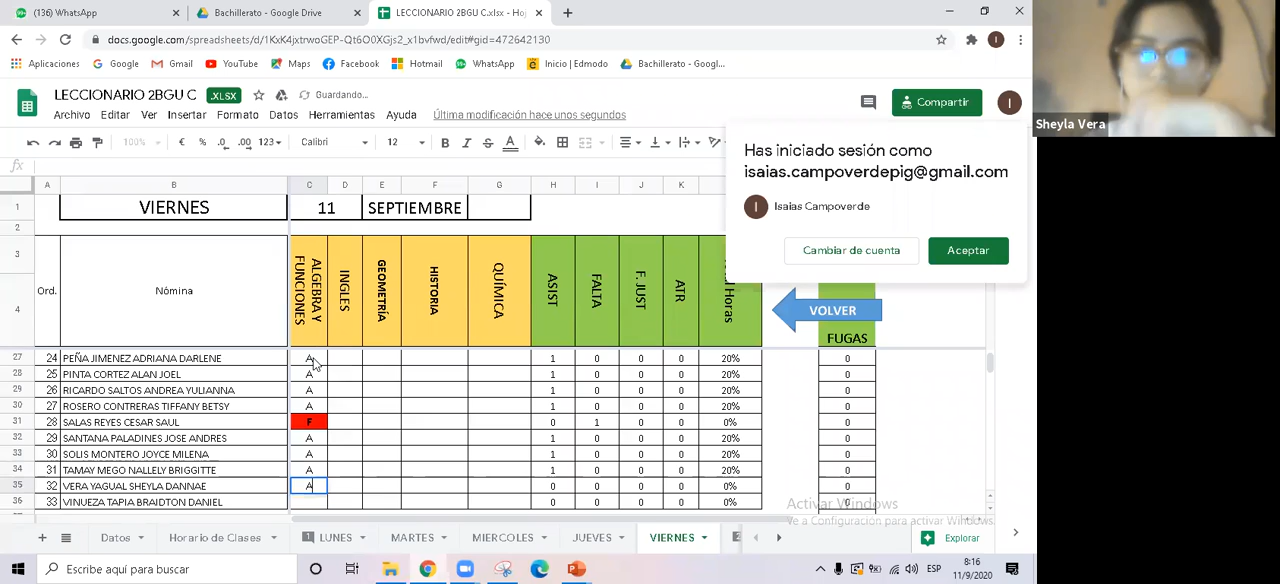 (136) WhatsApp
Bachillerato - Google Drive
LECCIONARIO 2BGU C.xlsx - Hoj
docs.google.com/spreadsheets/d/1KxK4jxtrwoGEP-Qt6O0XGjs2_x1bvfwd/edit#gid=472642130
Aplicaciones
Google
Gmail
YouTube
Maps
Facebook
Hotmail
WhatsApp
Inicio | Edmodo
Bachillerato - Googl...
Sheyla Vera
LECCIONARIO 2BGU C
.XLSX
Guardando...
Compartir
Archivo Editar Ver Insertar Formato Datos Herramientas Ayuda Última modificación hace unos segundos
100% € % .0 .00 123 Calibri 12 B I S A
Has iniciado sesión como
isaias.campoverdepig@gmail.com
Isaias Campoverde
Cambiar de cuenta Aceptar
fx
A B C D E F G H I J K
1 VIERNES 11 SEPTIEMBRE
2
3
4
Ord. Nómina ALGEBRA Y FUNCIONES INGLES GEOMETRÍA HISTORIA QUÍMICA ASIST FALTA F. JUST ATR Horas
VOLVER
FUGAS
27 24 PEÑA JIMENEZ ADRIANA DARLENE A 1 0 0 0 20% 0
28 25 PINTA CORTEZ ALAN JOEL A 1 0 0 0 20% 0
29 26 RICARDO SALTOS ANDREA YULIANNA A 1 0 0 0 20% 0
30 27 ROSERO CONTRERAS TIFFANY BETSY A 1 0 0 0 20% 0
31 28 SALAS REYES CESAR SAUL F 0 1 0 0 0% 0
32 29 SANTANA PALADINES JOSE ANDRES A 1 0 0 0 20% 0
33 30 SOLIS MONTERO JOYCE MILENA A 1 0 0 0 20% 0
34 31 TAMAY MEGO NALLELY BRIGGITTE A 1 0 0 0 20% 0
35 32 VERA YAGUAL SHEYLA DANNAE A 0 0 0 0 0% 0
36 33 VINUEZA TAPIA BRAIDTON DANIEL 0 0 0 0 0% 0
Activar Windows
Ve a Configuración para activar Windows.
Datos Horario de Clases 1 LUNES MARTES MIERCOLES JUEVES VIERNES
Explorar
Escribe aquí para buscar
ESP
8:16
11/9/2020